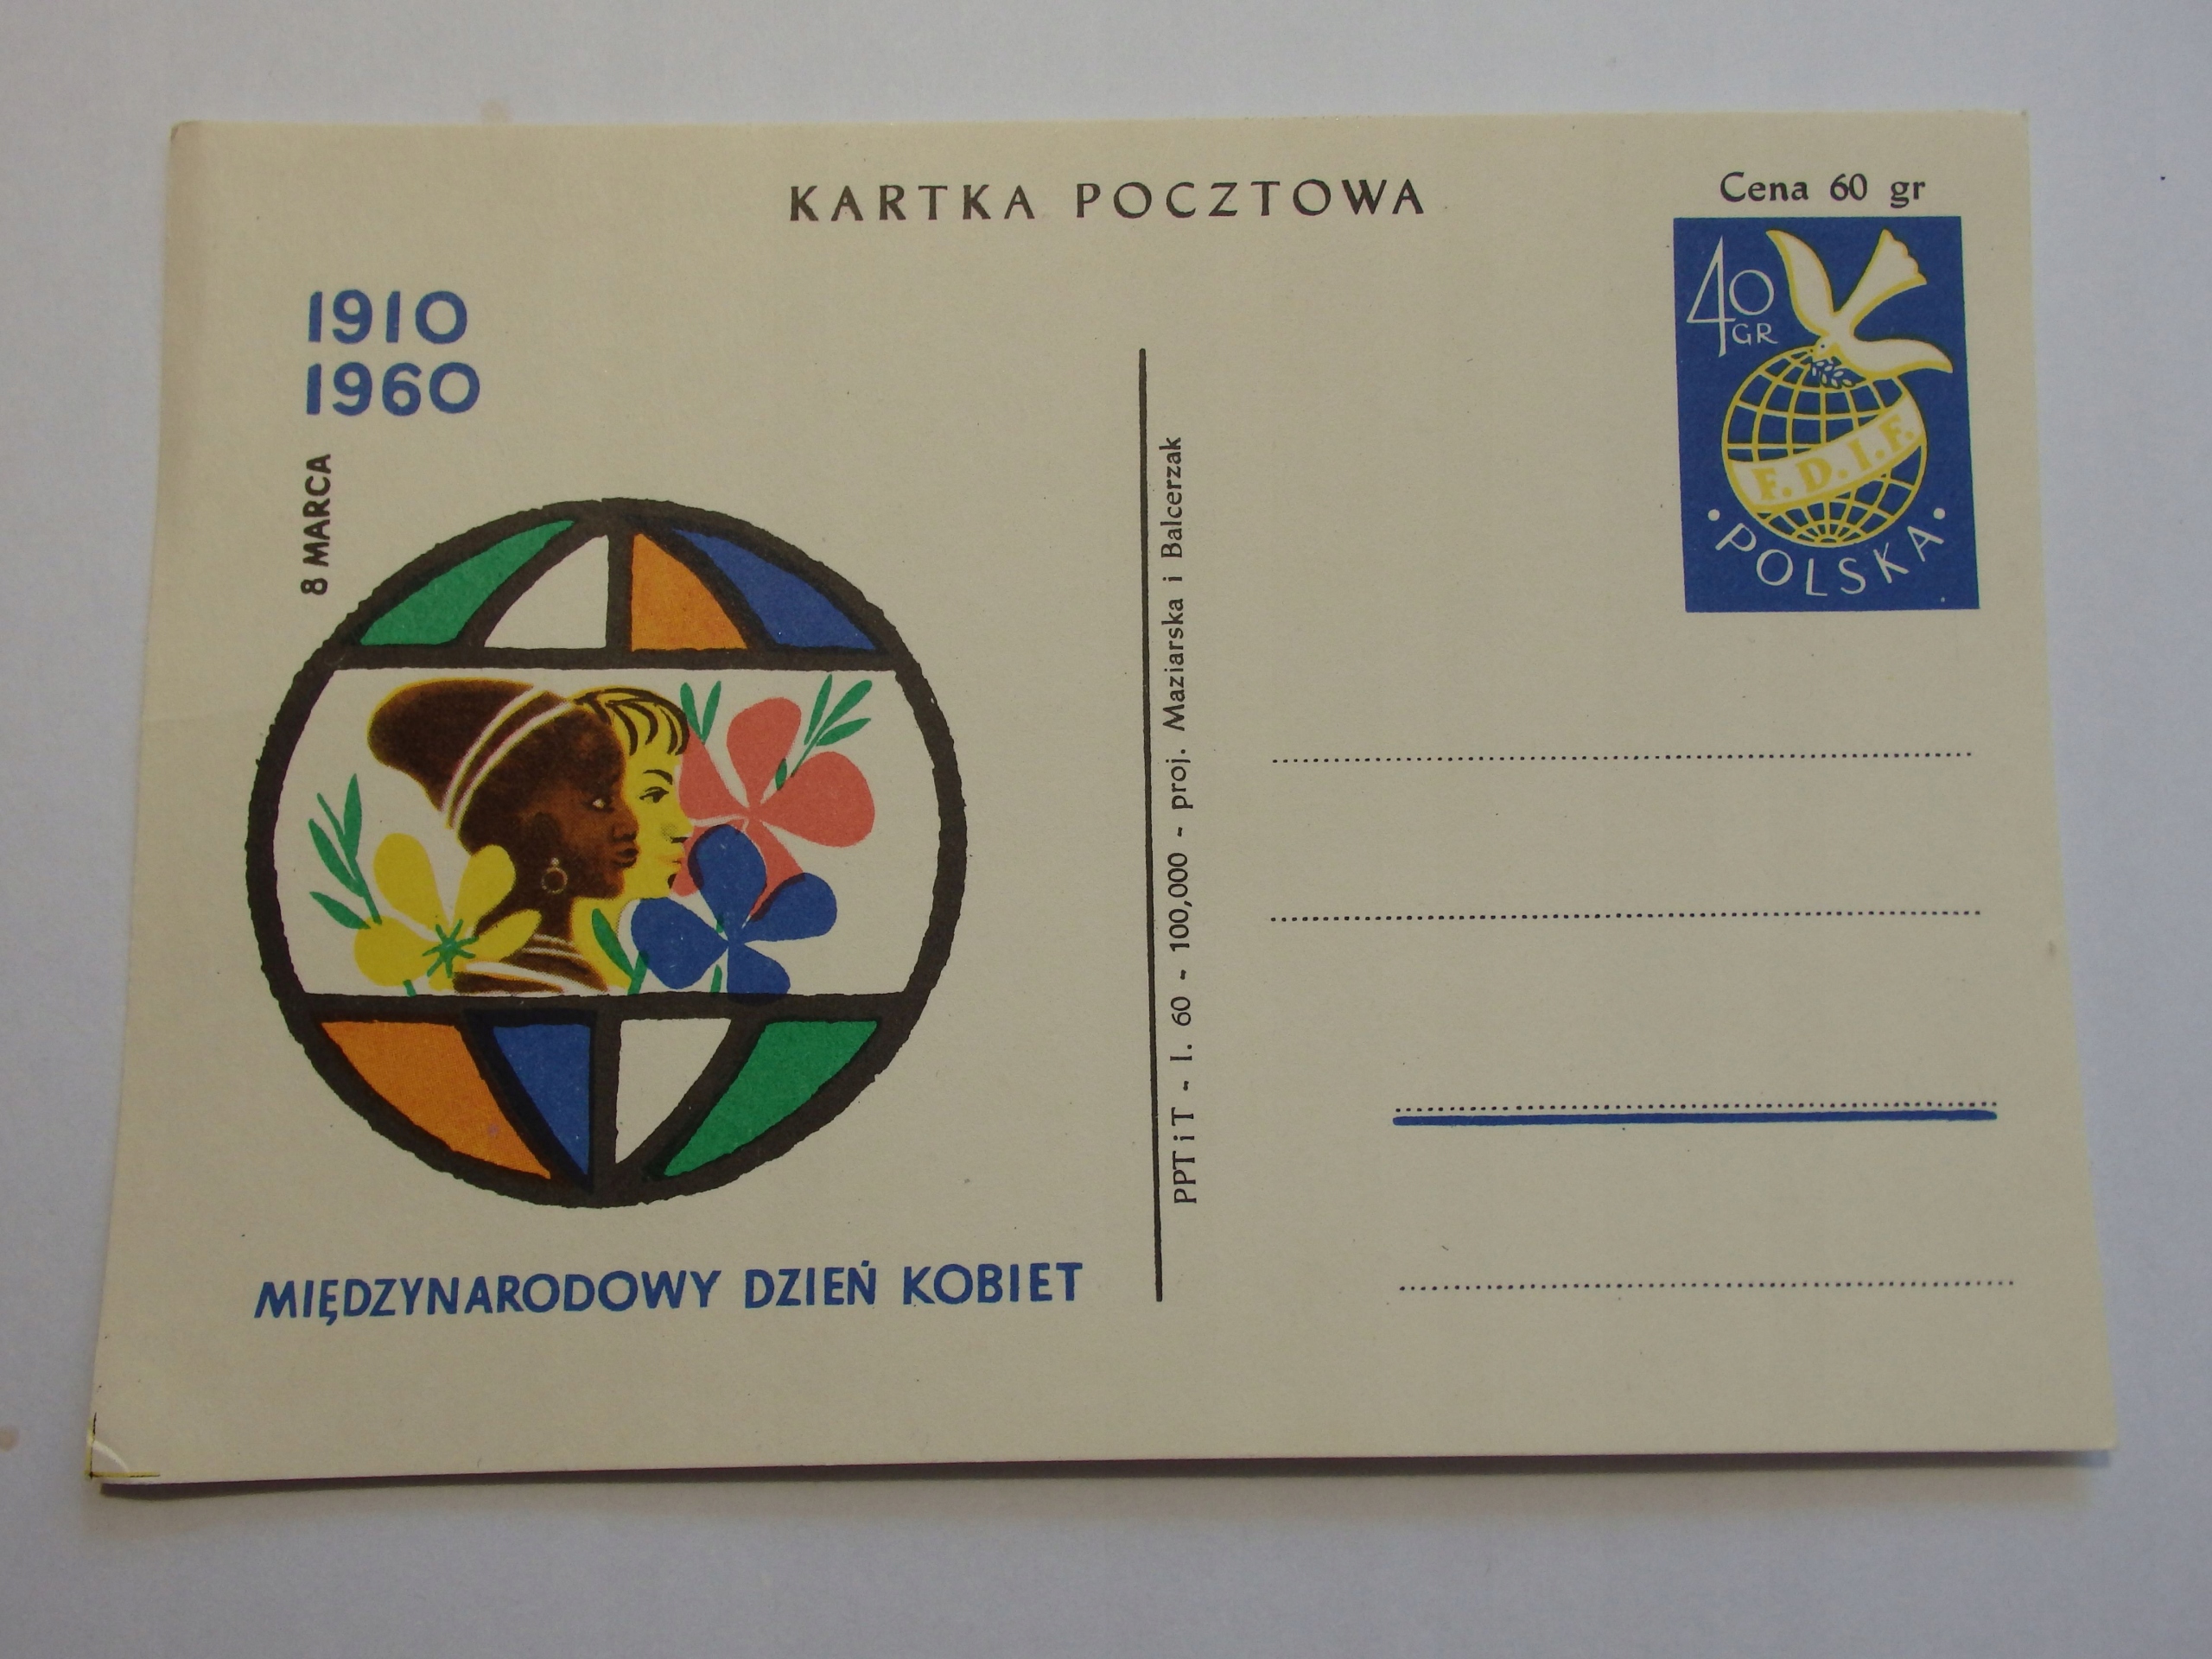 KARTKA POCZTOWA
Cena 60 gr
40
GR
F. D. I. F.
• POLSKA •
1910
1960
8 MARCA
MIĘDZYNARODOWY DZIEŃ KOBIET
PPT i T - I. 60 - 100,000 - proj. Maziarska i Balcerzak